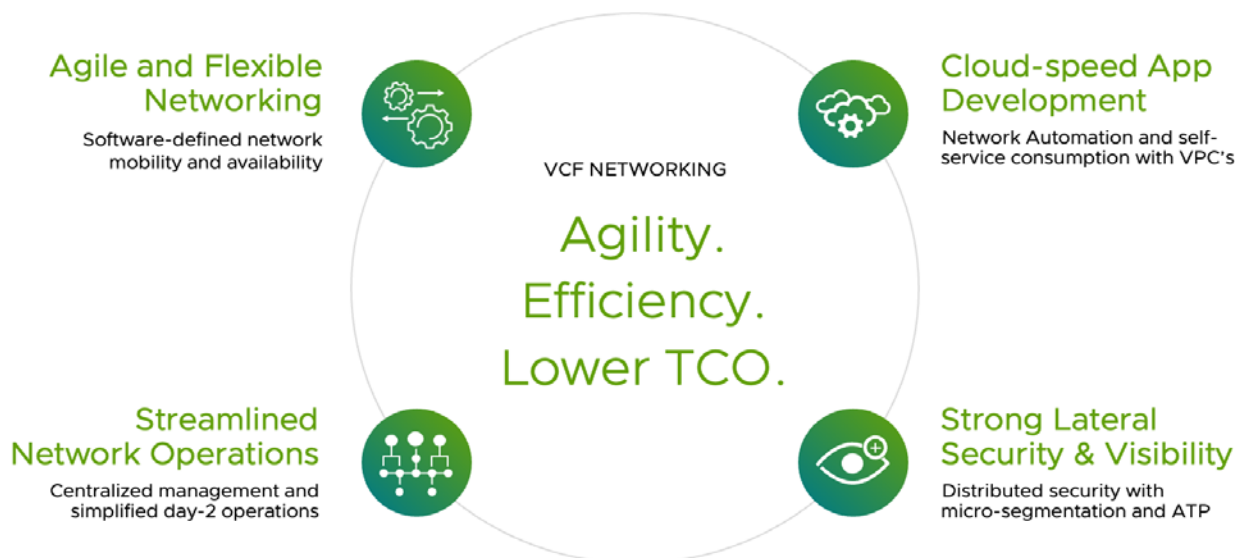 Agile and Flexible
Networking
Software-defined network
mobility and availability
Cloud-speed App
Development
Network Automation and self-
service consumption with VPC's
VCF NETWORKING
Agility.
Efficiency.
Lower TCO.
Streamlined
Network Operations
Centralized management and
simplified day-2 operations
Strong Lateral
Security & Visibility
Distributed security with
micro-segmentation and ATP